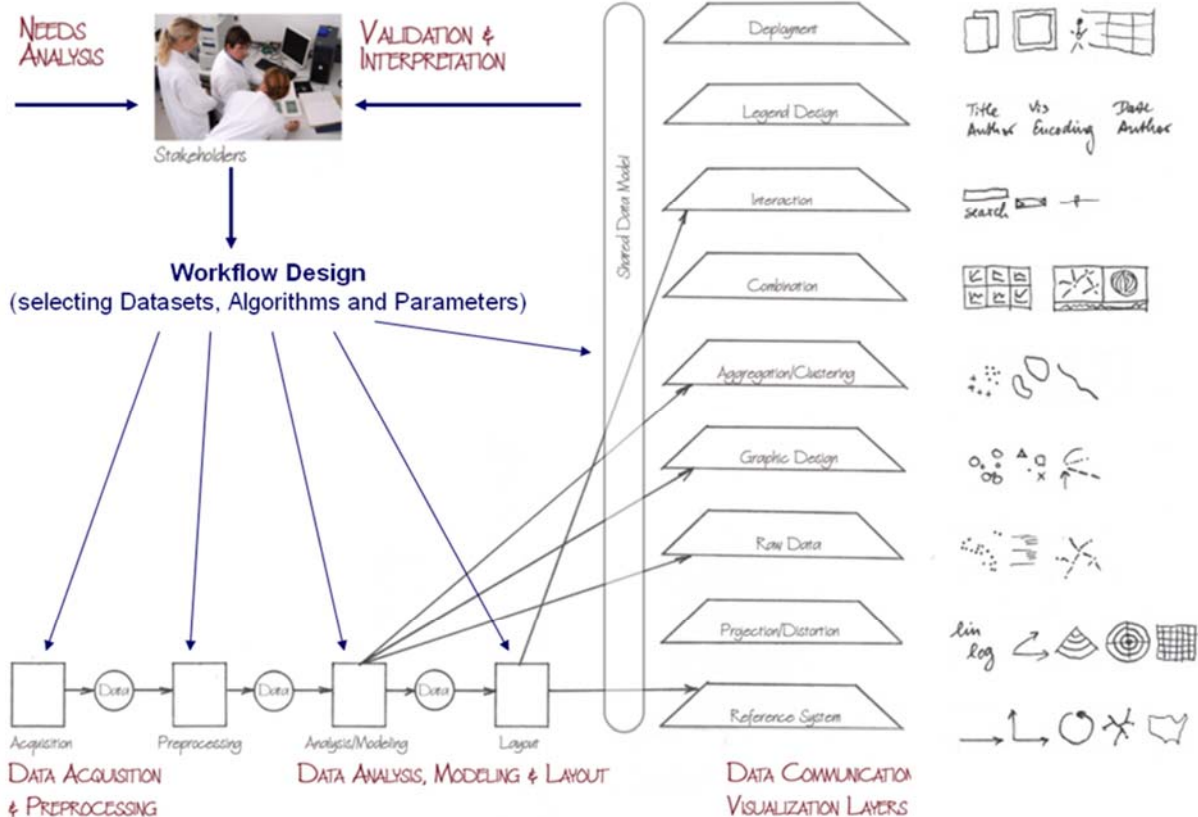 NEEDS
ANALYSIS
VALIDATION &
INTERPRETATION
Stakeholders
Workflow Design
(selecting Datasets, Algorithms and Parameters)
Data
Data
Data
Acquisition
Preprocessing
Analysis/Modeling
Layout
DATA ACQUISITION
& PREPROCESSING
DATA ANALYSIS, MODELING & LAYOUT
Shared Data Model
Deployment
Legend Design
Interaction
Combination
Aggregation/Clustering
Graphic Design
Raw Data
Projection/Distortion
Reference System
DATA COMMUNICATION
VISUALIZATION LAYERS
Title Vis Date
Author Encoding Author
search
lin
log